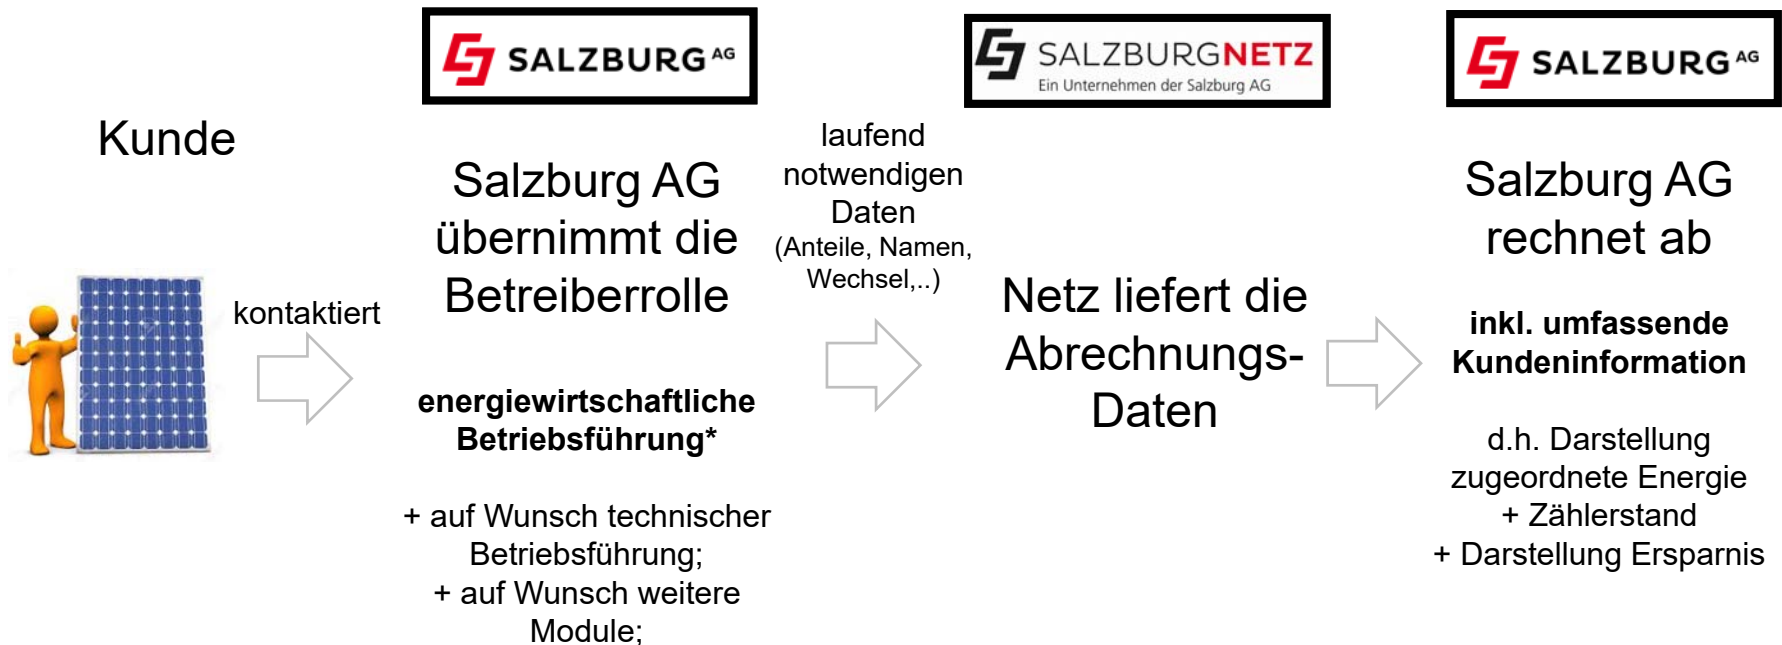 Kunde
kontaktiert
SALZBURG AG
Salzburg AG
übernimmt die
Betreiberrolle
energiewirtschaftliche
Betriebsführung*
+ auf Wunsch technischer
Betriebsführung;
+ auf Wunsch weitere
Module;
laufend
notwendigen
Daten
(Anteile, Namen,
Wechsel,..)
SALZBURGNETZ
Ein Unternehmen der Salzburg AG
Netz liefert die
Abrechnungs-
Daten
SALZBURG AG
Salzburg AG
rechnet ab
inkl. umfassende
Kundeninformation
d.h. Darstellung
zugeordnete Energie
+ Zählerstand
+ Darstellung Ersparnis